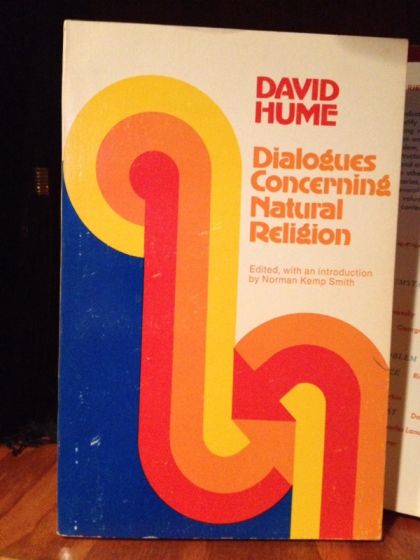 DAVID
HUME
Dialogues
Concerning
Natural
Religion
Edited, with an introduction
by Norman Kemp Smith